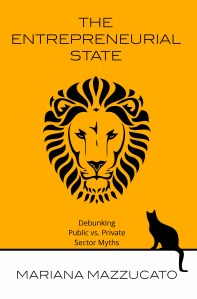 THE
ENTREPRENEURIAL
STATE
Debunking
Public vs. Private
Sector Myths
MARIANA MAZZUCATO